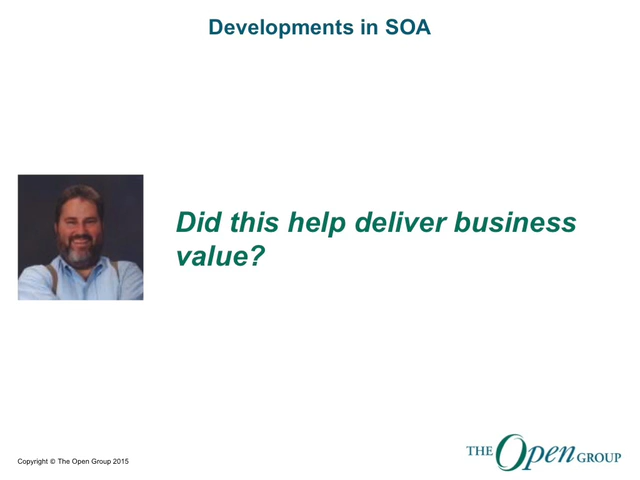 Developments in SOA
Did this help deliver business
value?
Copyright © The Open Group 2015
THE Open GROUP